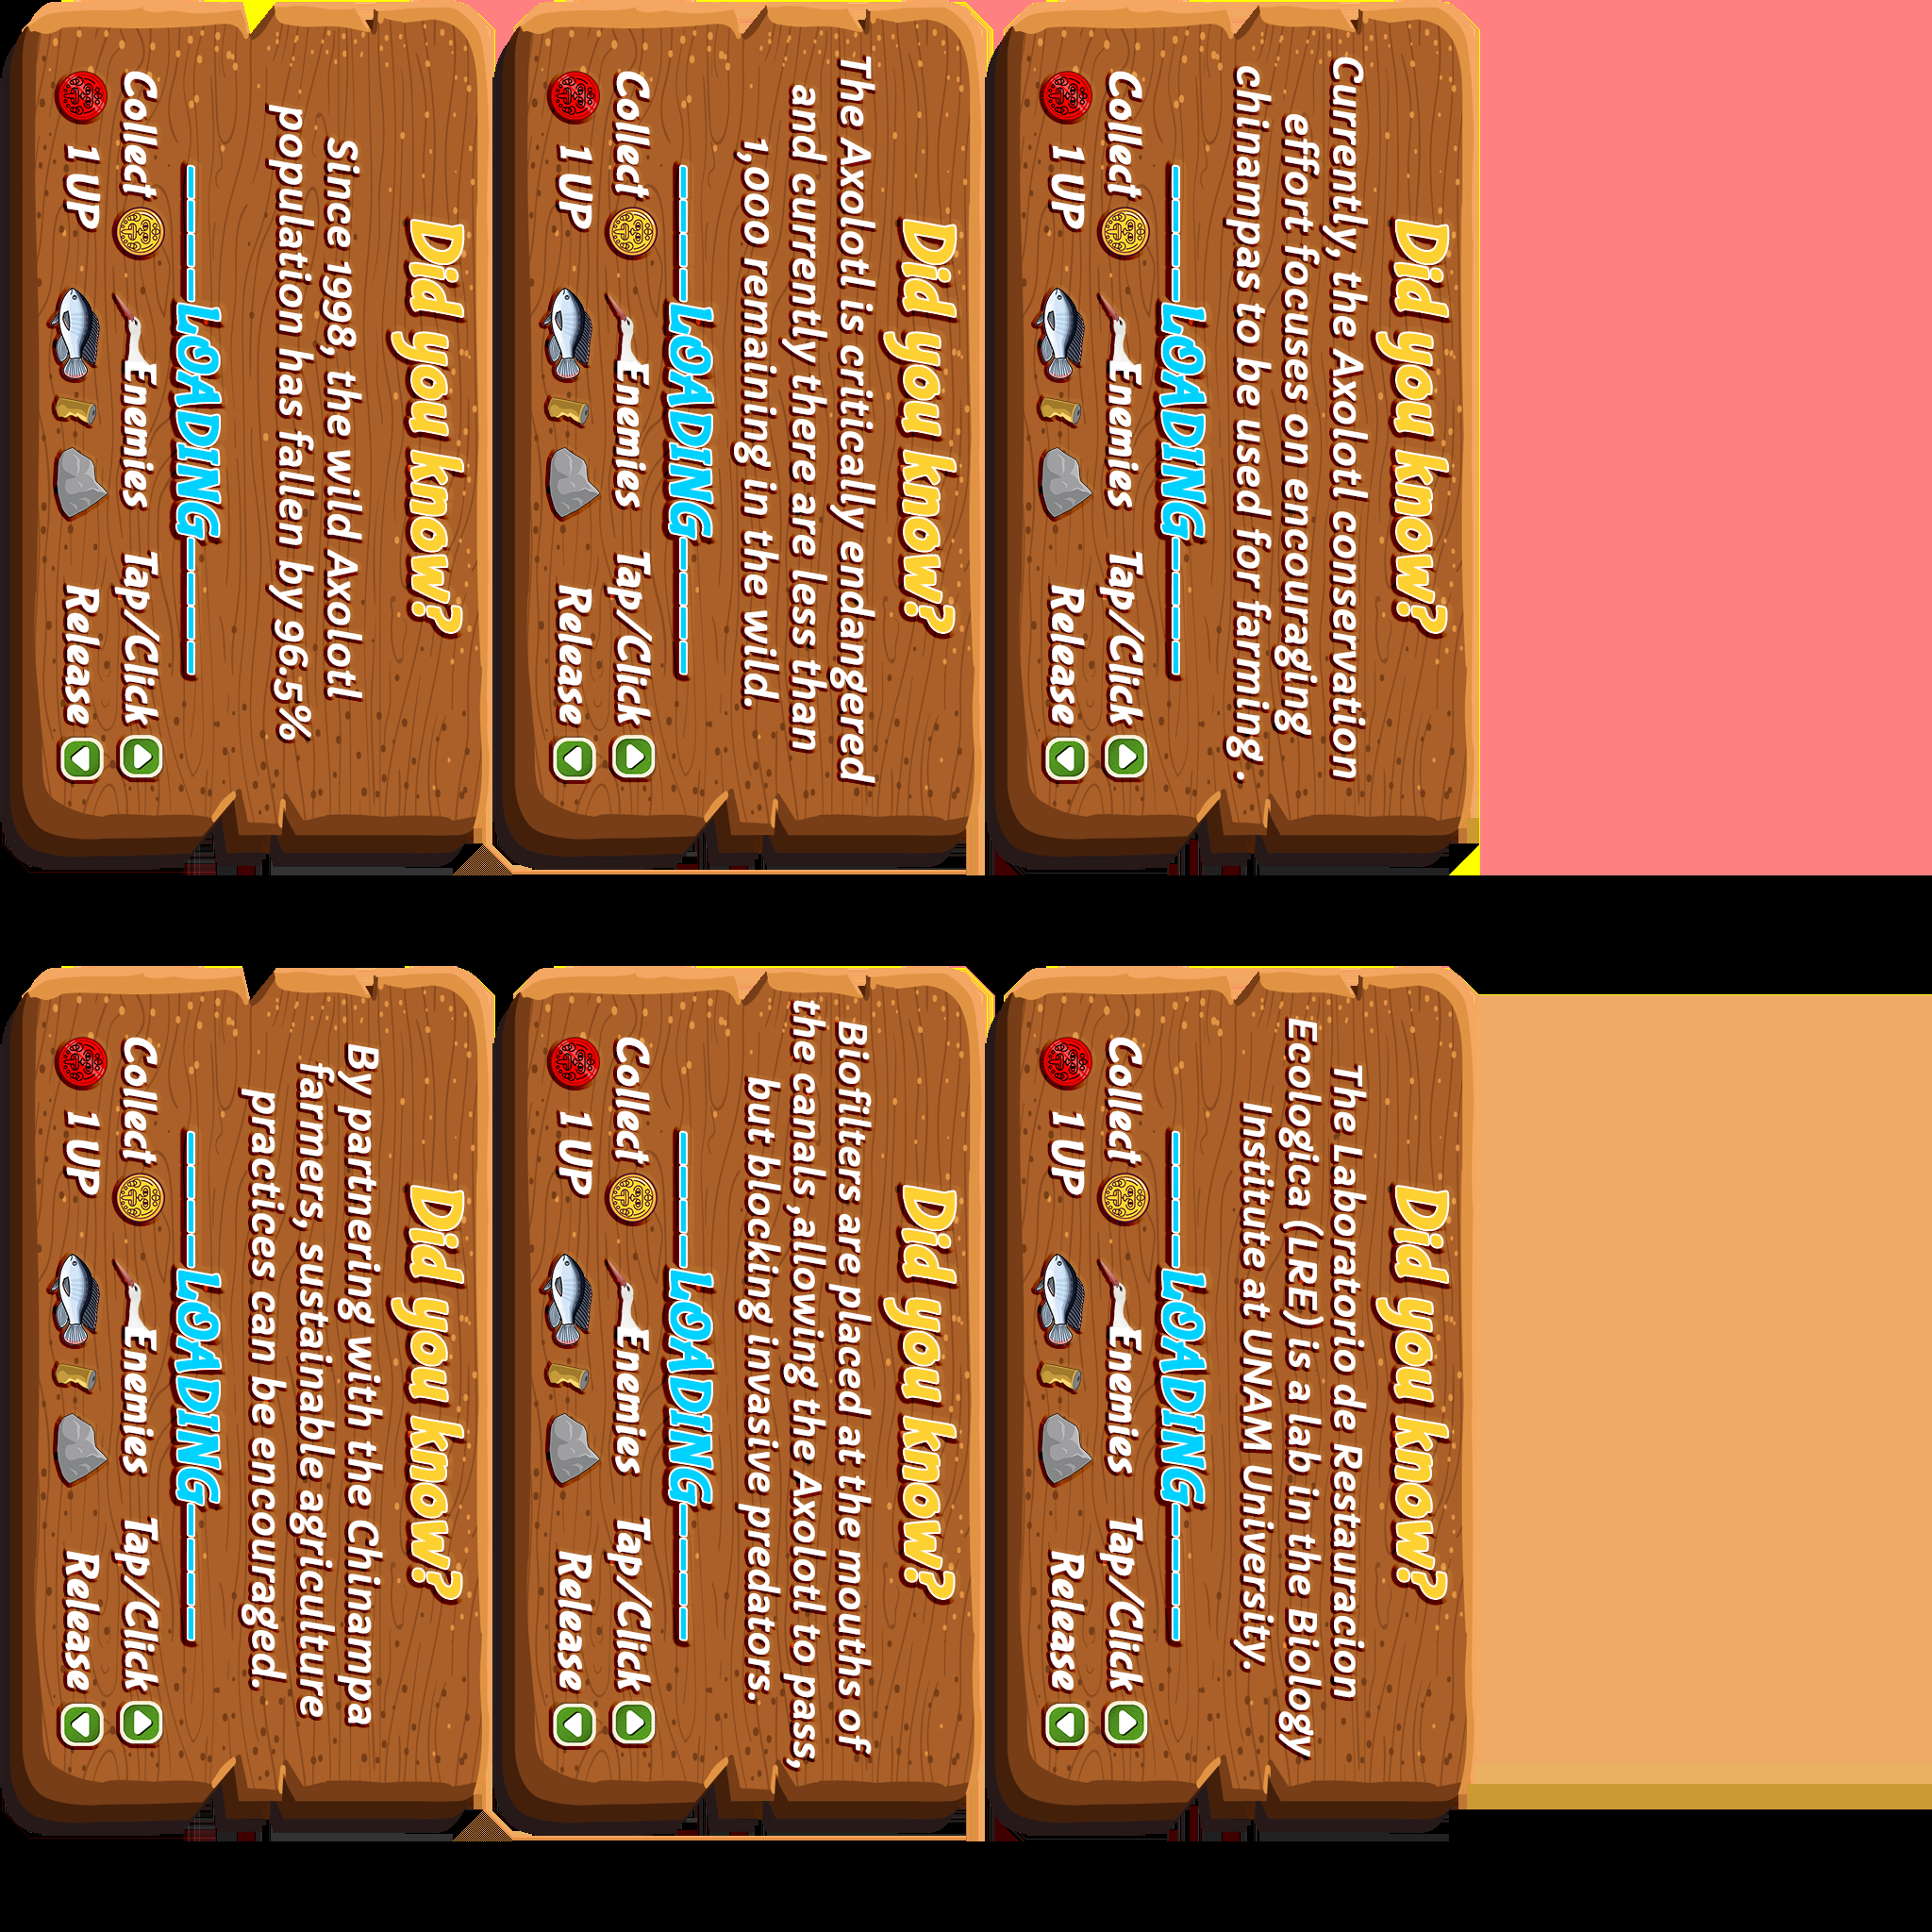 Did you know?
Since 1998, the wild Axolotl
population has fallen by 96.5%
LOADING
Collect Enemies Tap/Click
1 UP Release
Did you know?
The Axolotl is critically endangered
and currently there are less than
1,000 remaining in the wild.
LOADING
Collect Enemies Tap/Click
1 UP Release
Did you know?
Currently, the Axolotl conservation
effort focuses on encouraging
chinampas to be used for farming.
LOADING
Collect Enemies Tap/Click
1 UP Release
Did you know?
By partnering with the Chinampa
farmers, sustainable agriculture
practices can be encouraged.
LOADING
Collect Enemies Tap/Click
1 UP Release
Did you know?
Biofilters are placed at the mouths of
the canals ,allowing the Axolotl to pass,
but blocking invasive predators.
LOADING
Collect Enemies Tap/Click
1 UP Release
Did you know?
The Laboratorio de Restauracion
Ecologica (LRE) is a lab in the Biology
Institute at UNAM University.
LOADING
Collect Enemies Tap/Click
1 UP Release